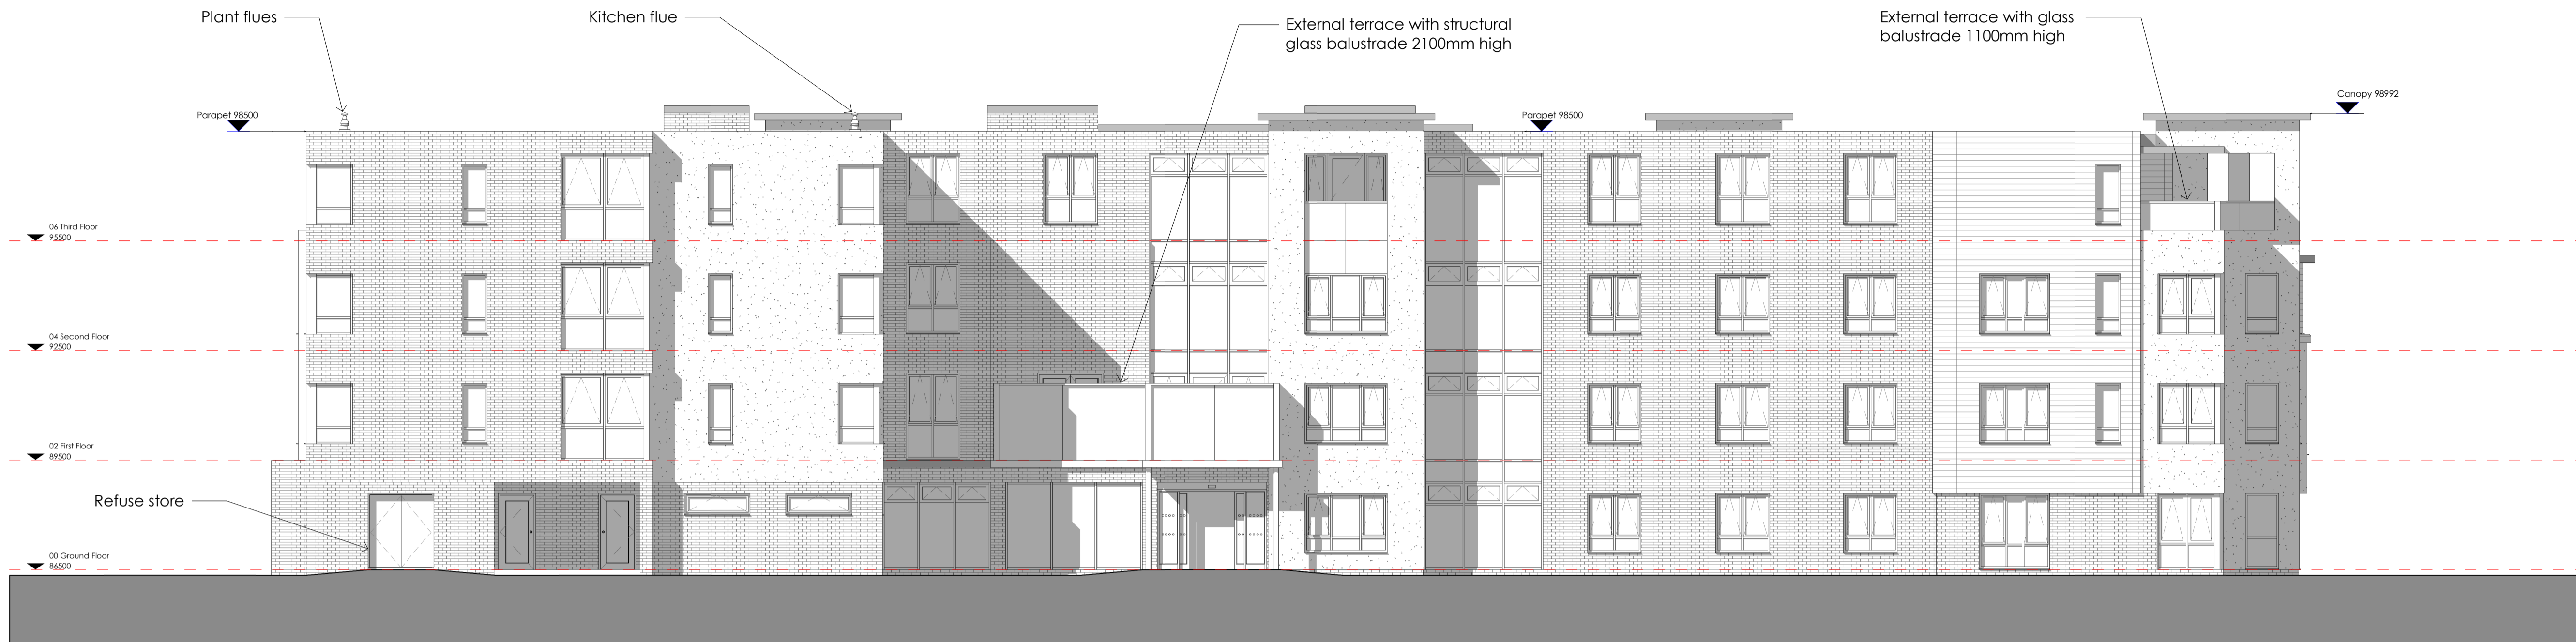 Plant flues
Kitchen flue
External terrace with structural
glass balustrade 2100mm high
External terrace with glass
balustrade 1100mm high
Canopy 98992
Parapet 98500
Parapet 98500
06 Third Floor
95500
04 Second Floor
92500
02 First Floor
89500
Refuse store
00 Ground Floor
86500